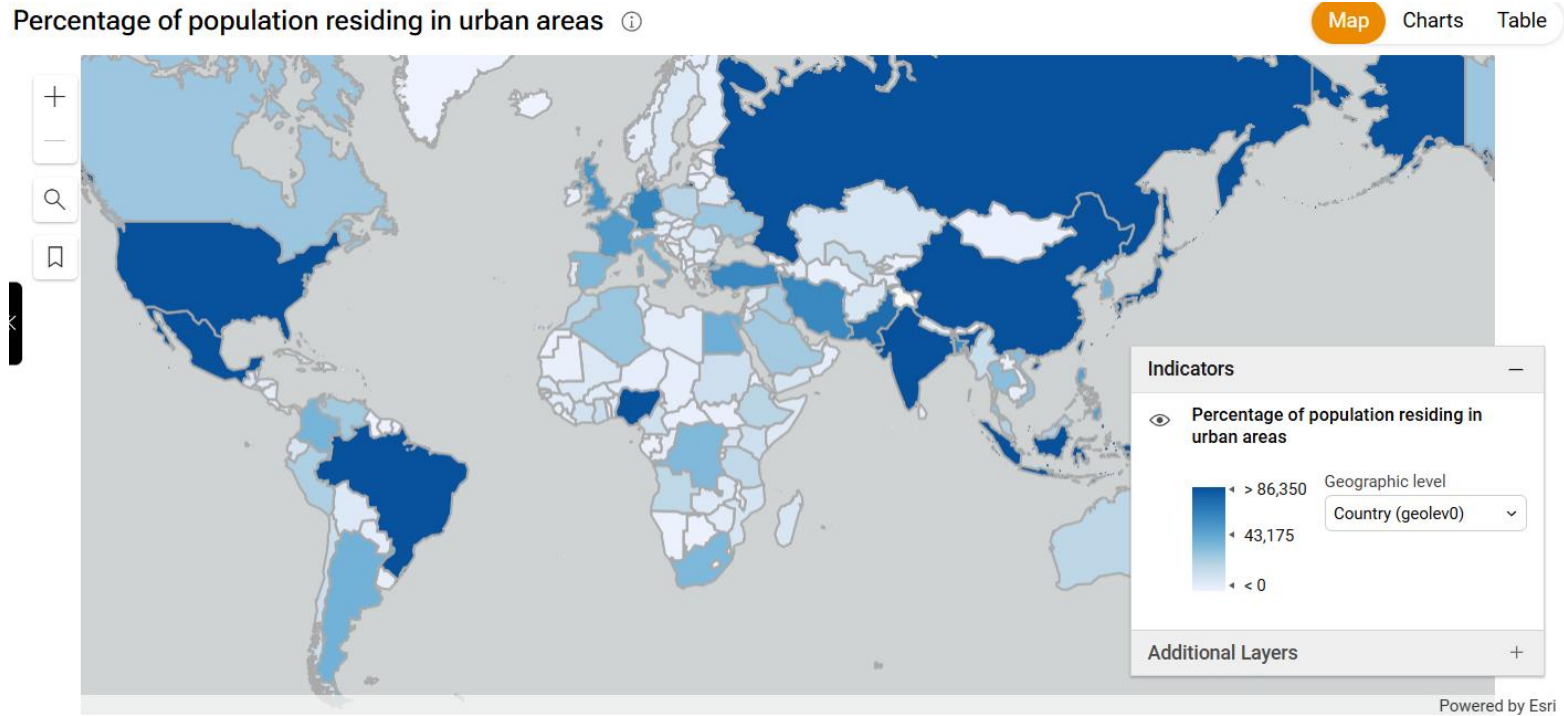 Percentage of population residing in urban areas
Map Charts Table
Indicators
Percentage of population residing in
urban areas
Geographic level
> 86,350
Country (geolev0)
43,175
< 0
Additional Layers
Powered by Esri